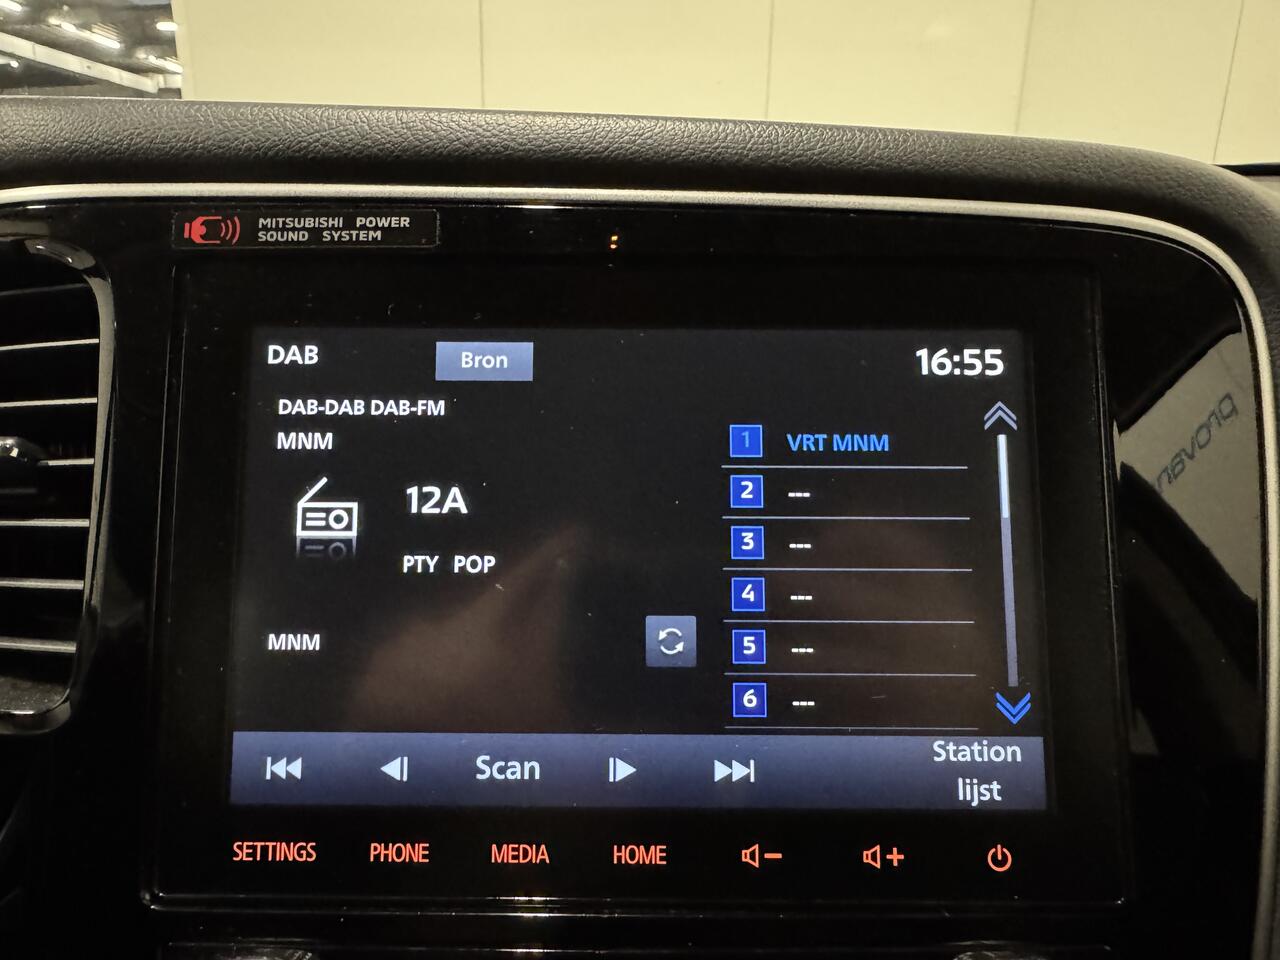 MITSUBISHI POWER
SOUND SYSTEM
DAB
Bron
16:55
DAB-DAB DAB-FM
MNM
12A
PTY POP
MNM
1 VRT MNM
2 ---
3 ---
4 ---
5 ---
6 ---
Scan
Station
lijst
SETTINGS
PHONE
MEDIA
HOME